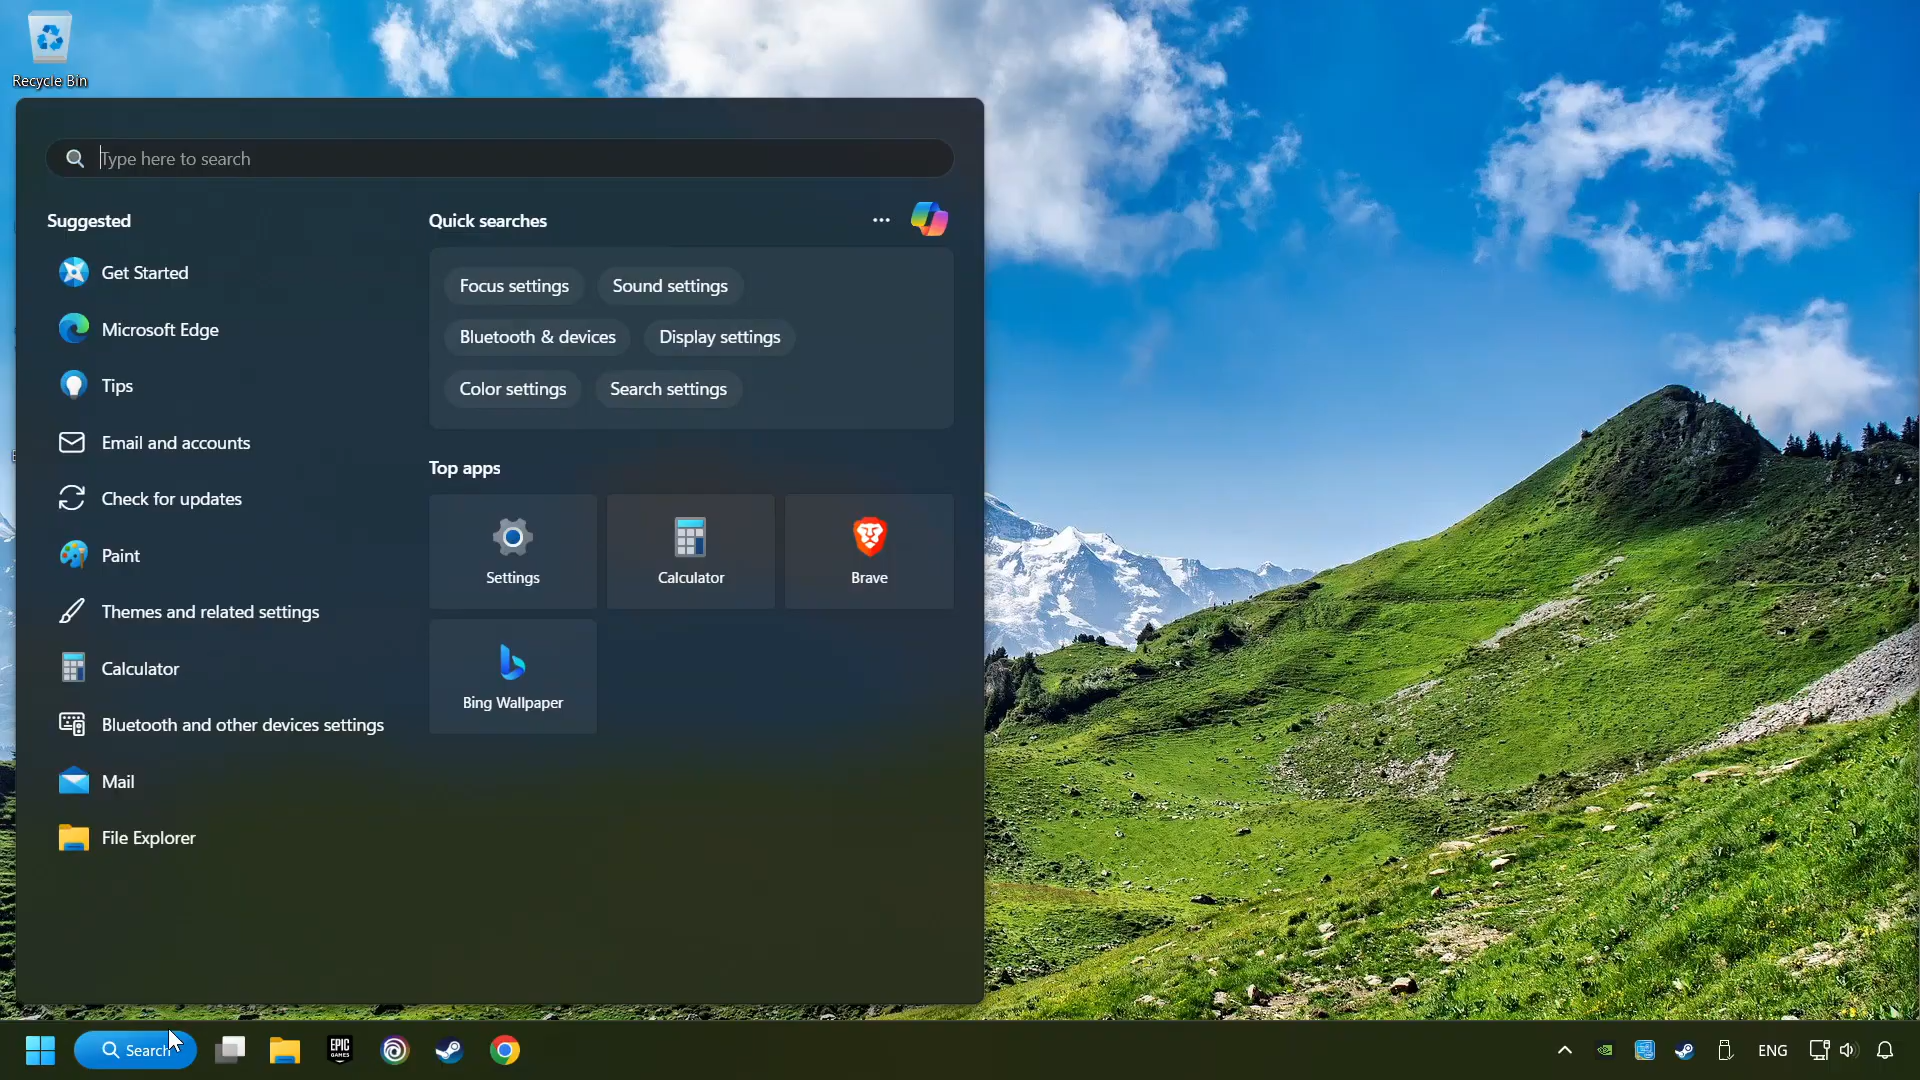 Recycle Bin
Type here to search
Suggested
Get Started
Microsoft Edge
Tips
Email and accounts
Check for updates
Paint
Themes and related settings
Calculator
Bluetooth and other devices settings
Mail
File Explorer
Quick searches
Focus settings
Sound settings
Bluetooth & devices
Display settings
Color settings
Search settings
Top apps
Settings
Calculator
Brave
Bing Wallpaper
Search
EPIC
GAMES
ENG